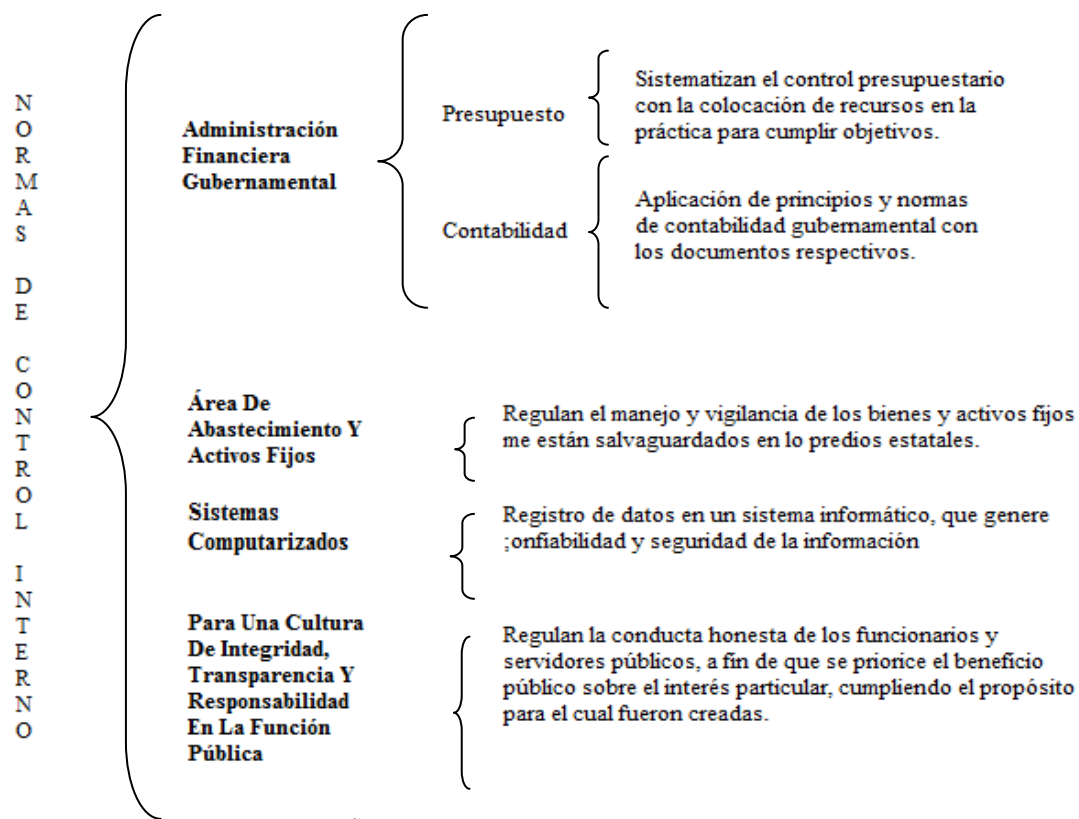 NORMAS DE CONTROL INTERNO
Administración
Financiera
Gubernamental
Presupuesto
Sistematizan el control presupuestario
con la colocación de recursos en la
práctica para cumplir objetivos.
Contabilidad
Aplicación de principios y normas
de contabilidad gubernamental con
los documentos respectivos.
Área De
Abastecimiento Y
Activos Fijos
Regulan el manejo y vigilancia de los bienes y activos fijos
me están salvaguardados en lo predios estatales.
Sistemas
Computarizados
Registro de datos en un sistema informático, que genere
;onfiabilidad y seguridad de la información
Para Una Cultura
De Integridad,
Transparencia Y
Responsabilidad
En La Función
Pública
Regulan la conducta honesta de los funcionarios y
servidores públicos, a fin de que se priorice el beneficio
público sobre el interés particular, cumpliendo el propósito
para el cual fueron creadas.